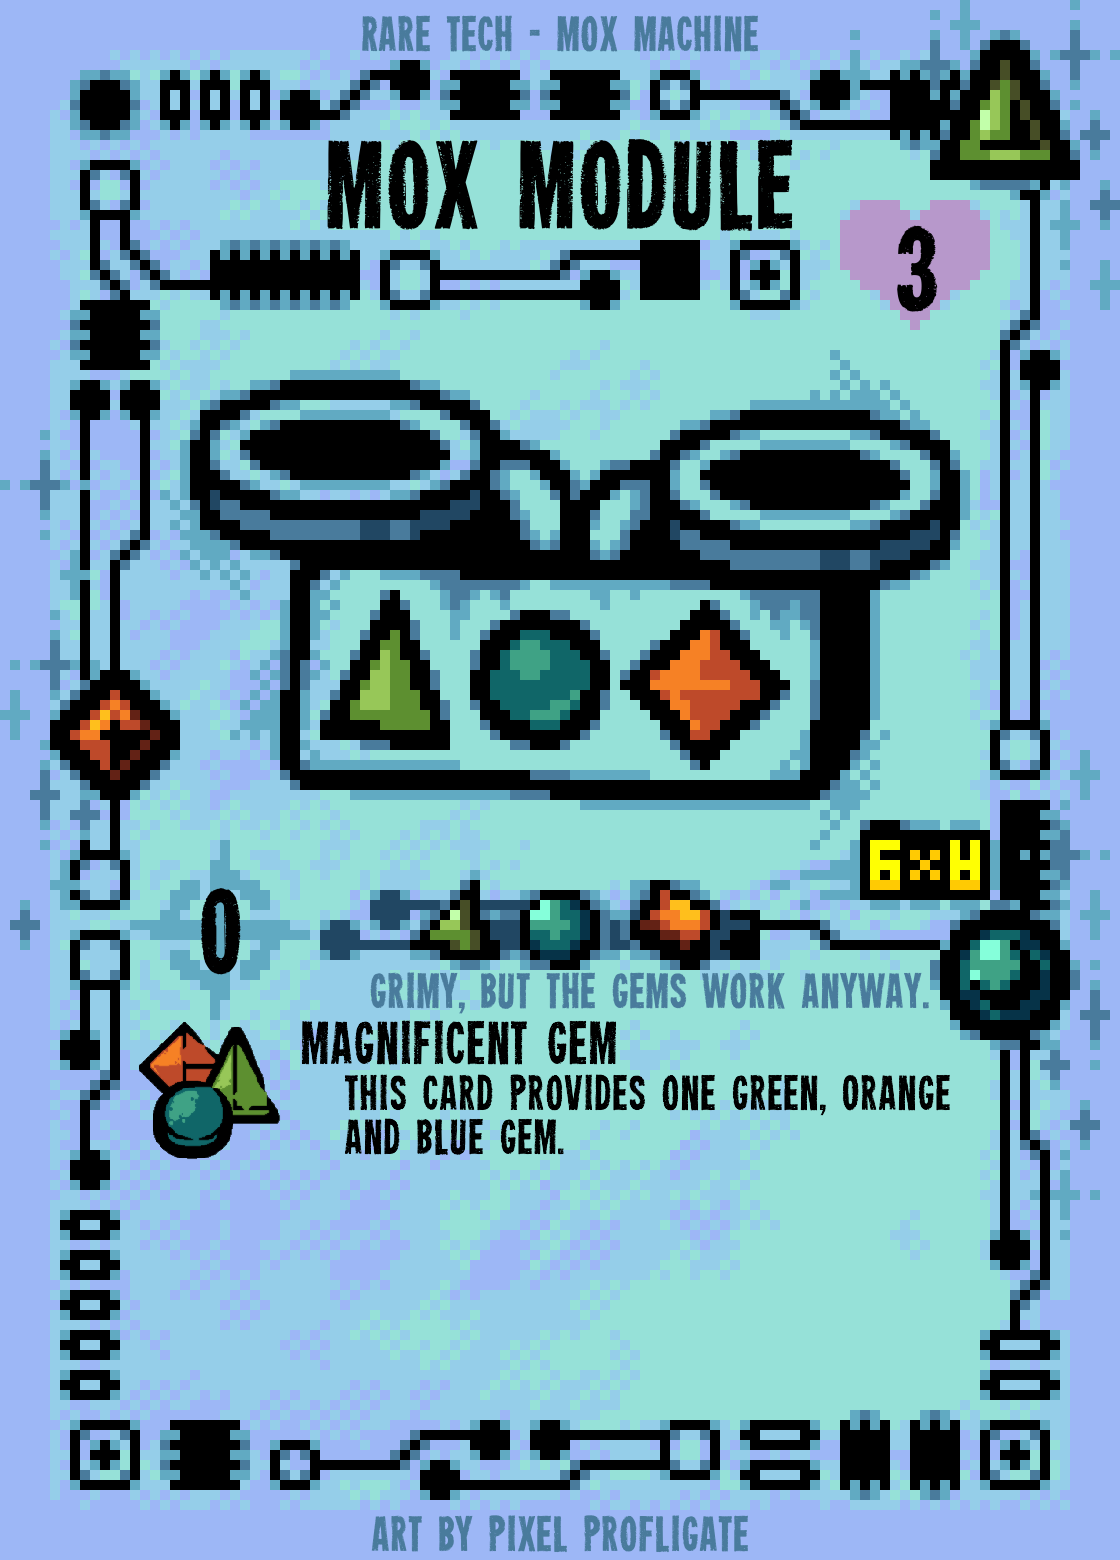 RARE TECH - MOX MACHINE
MOX MODULE
3
6×A
0
GRIMY, BUT THE GEMS WORK ANYWAY.
MAGNIFICENT GEM
THIS CARD PROVIDES ONE GREEN, ORANGE
AND BLUE GEM.
ART BY PIXEL PROFLIGATE